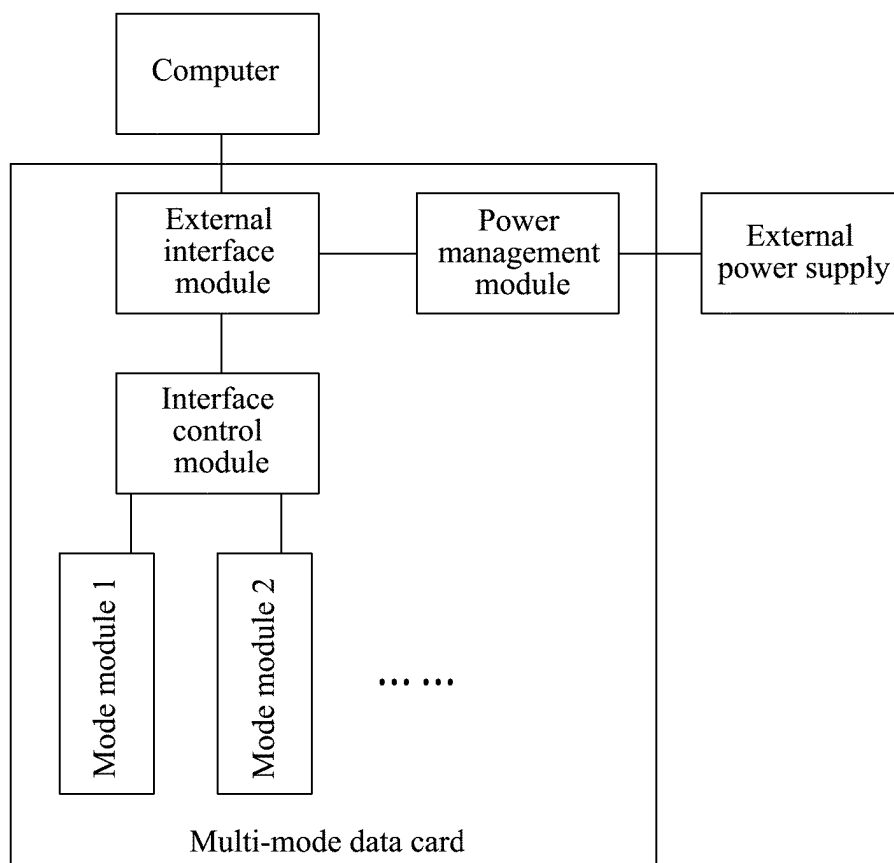 Computer
External
interface
module
Power
management
module
External
power supply
Interface
control
module
Mode module 1
Mode module 2
... ...
Multi-mode data card